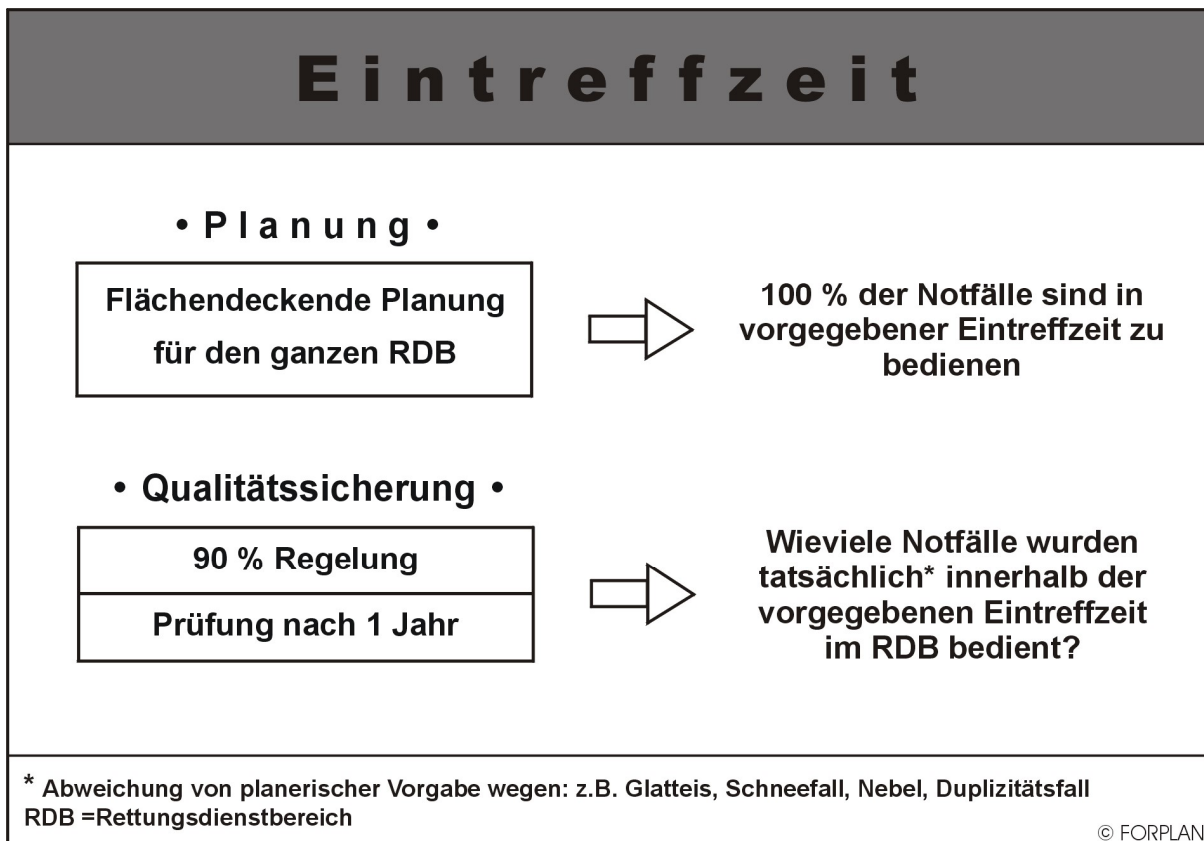 Eintreffzeit
• Planung •
Flächendeckende Planung
für den ganzen RDB
100 % der Notfälle sind in
vorgegebener Eintreffzeit zu
bedienen
• Qualitätssicherung •
90 % Regelung
Prüfung nach 1 Jahr
Wieviele Notfälle wurden
tatsächlich* innerhalb der
vorgegebenen Eintreffzeit
im RDB bedient?
* Abweichung von planerischer Vorgabe wegen: z.B. Glatteis, Schneefall, Nebel, Duplizitätsfall
RDB =Rettungsdienstbereich
© FORPLAN